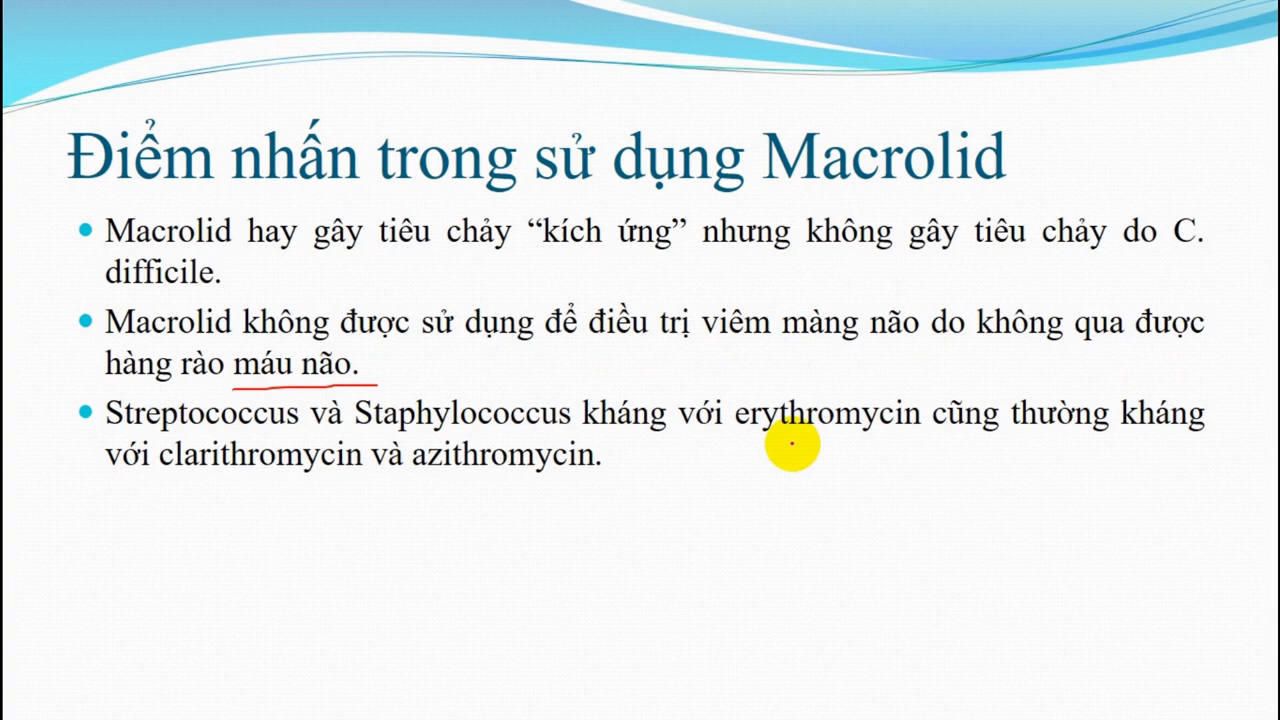 Điểm nhấn trong sử dụng Macrolid
Macrolid hay gây tiêu chảy “kích ứng” nhưng không gây tiêu chảy do C.
difficile.
Macrolid không được sử dụng để điều trị viêm màng não do không qua được
hàng rào máu não.
Streptococcus và Staphylococcus kháng với erythromycin cũng thường kháng
với clarithromycin và azithromycin.